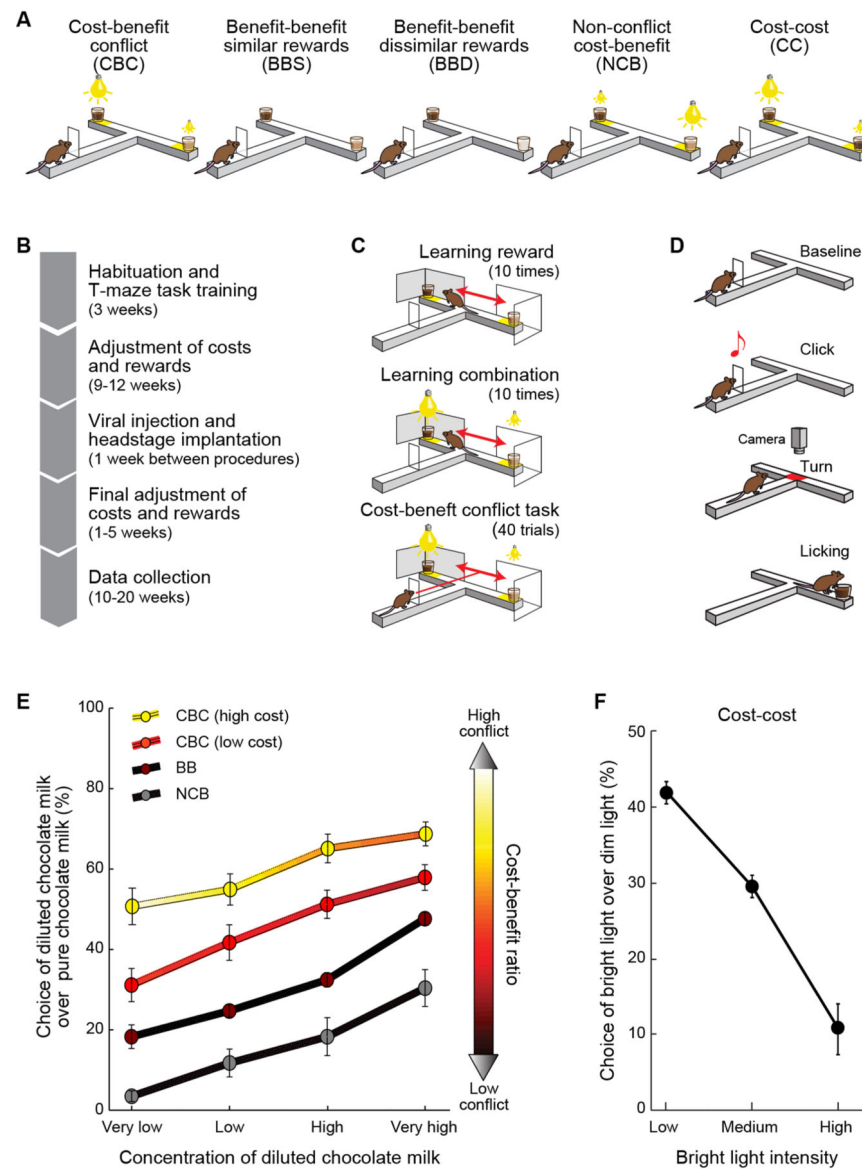 A
Cost-benefit
conflict
(CBC)
Benefit-benefit
similar rewards
(BBS)
Benefit-benefit
dissimilar rewards
(BBD)
Non-conflict
cost-benefit
(NCB)
Cost-cost
(CC)
B
Habituation and
T-maze task training
(3 weeks)
Adjustment of costs
and rewards
(9-12 weeks)
Viral injection and
headstage implantation
(1 week between procedures)
Final adjustment of
costs and rewards
(1-5 weeks)
Data collection
(10-20 weeks)
C
Learning reward
(10 times)
Learning combination
(10 times)
Cost-beneft conflict task
(40 trials)
D
Baseline
Click
Camera
Turn
Licking
E
Choice of diluted chocolate milk
over pure chocolate milk (%)
100
80
60
40
20
0
CBC (high cost)
CBC (low cost)
BB
NCB
Very low
Low
High
Very high
Concentration of diluted chocolate milk
High
conflict
Cost-benefit ratio
Low
conflict
F
Cost-cost
Choice of bright light over dim light (%)
50
40
30
20
10
0
Low
Medium
High
Bright light intensity